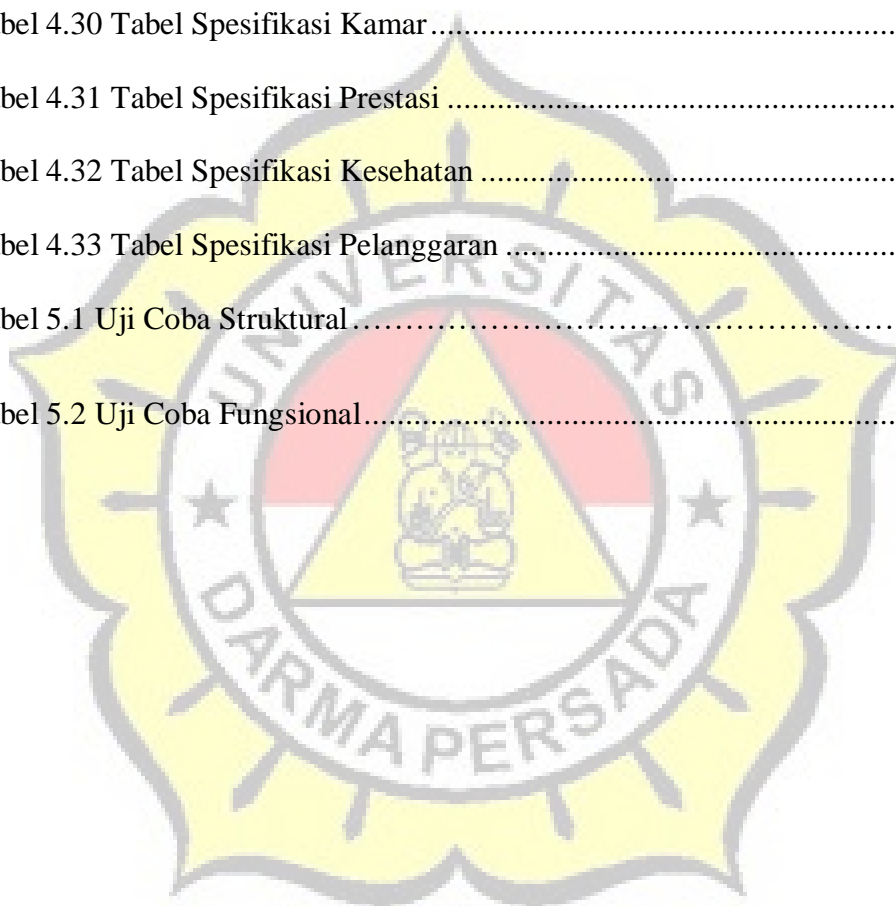 bel 4.30 Tabel Spesifikasi Kamar................................................................
bel 4.31 Tabel Spesifikasi Prestasi ..............................................................
bel 4.32 Tabel Spesifikasi Kesehatan ..........................................................
bel 4.33 Tabel Spesifikasi Pelanggaran .......................................................
bel 5.1 Uji Coba Struktural…………………………………………………
bel 5.2 Uji Coba Fungsional.........................................................................
UNIVERSITAS
DARMA PERSADA